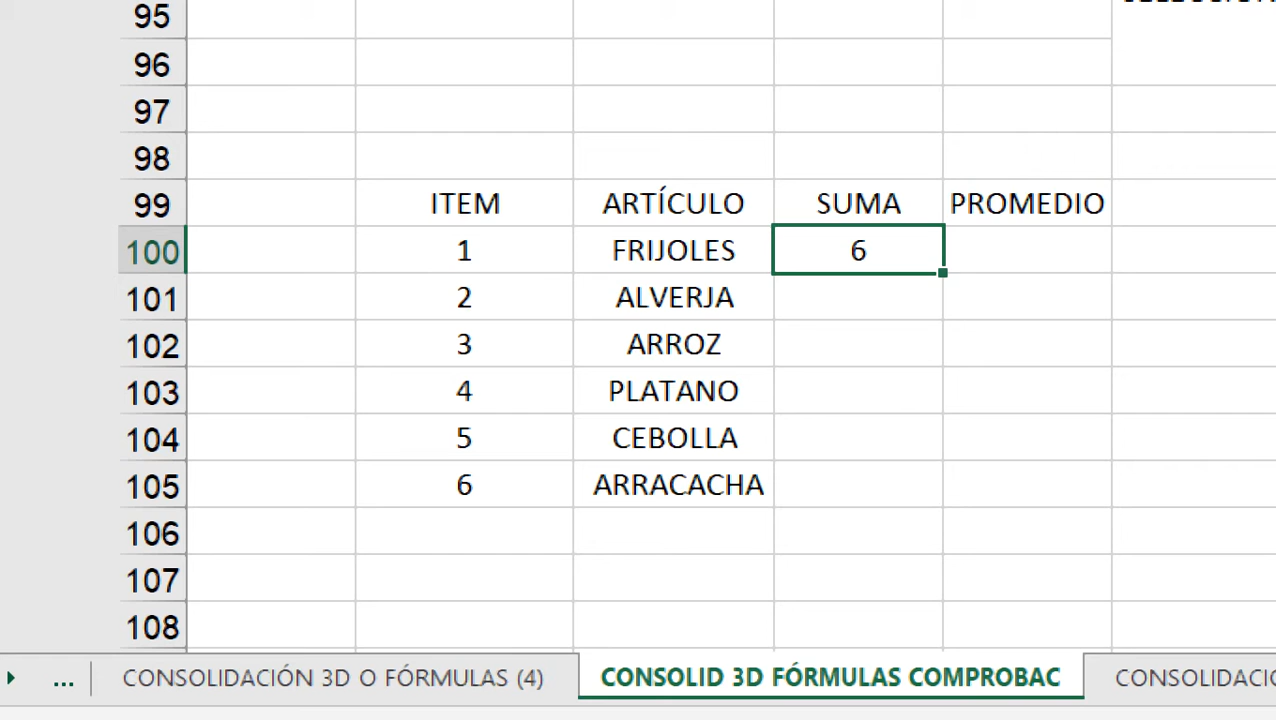 95
96
97
98
99 ITEM ARTÍCULO SUMA PROMEDIO
100 1 FRIJOLES 6
101 2 ALVERJA
102 3 ARROZ
103 4 PLATANO
104 5 CEBOLLA
105 6 ARRACACHA
106
107
108
... CONSOLIDACIÓN 3D O FÓRMULAS (4) CONSOLID 3D FÓRMULAS COMPROBAC CONSOLIDACIO